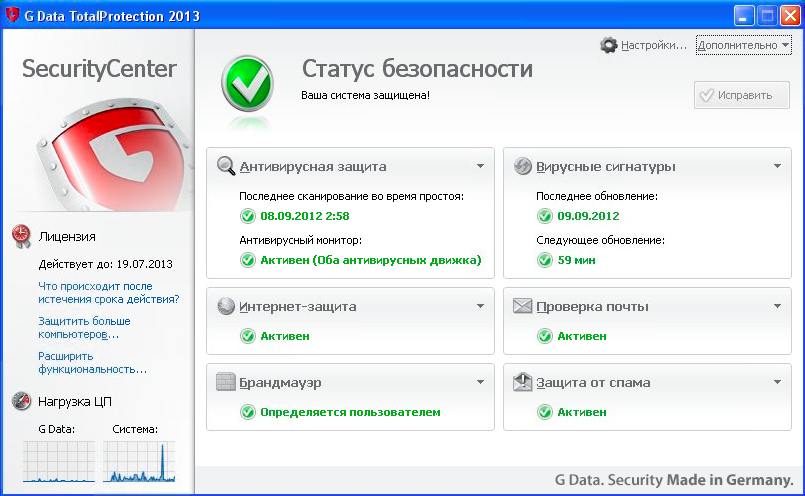 G Data TotalProtection 2013
Настройки...
Дополнительно
SecurityCenter
Статус безопасности
Ваша система защищена!
Исправить
Антивирусная защита
Последнее сканирование во время простоя:
08.09.2012 2:58
Антивирусный монитор:
Активен (Оба антивирусных движка)
Вирусные сигнатуры
Последнее обновление:
09.09.2012
Следующее обновление:
59 мин
Лицензия
Действует до: 19.07.2013
Что происходит после
истечения срока действия?
Защитить больше
компьютеров...
Расширить
функциональность...
Интернет-защита
Активен
Проверка почты
Активен
Брандмауэр
Определяется пользователем
Защита от спама
Активен
Нагрузка ЦП
G Data:
Система:
G Data. Security Made in Germany.